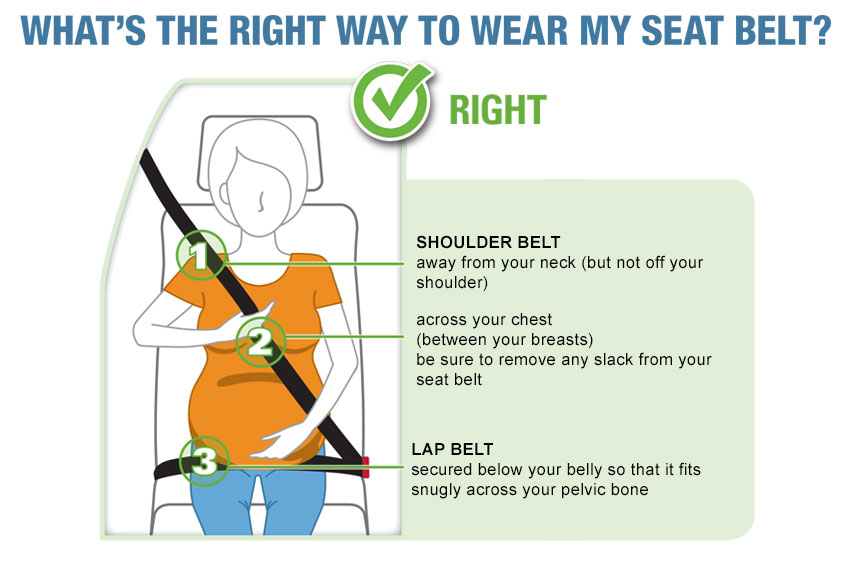 WHAT'S THE RIGHT WAY TO WEAR MY SEAT BELT?
RIGHT
1
SHOULDER BELT
away from your neck (but not off your
shoulder)
2
across your chest
(between your breasts)
be sure to remove any slack from your
seat belt
3
LAP BELT
secured below your belly so that it fits
snugly across your pelvic bone